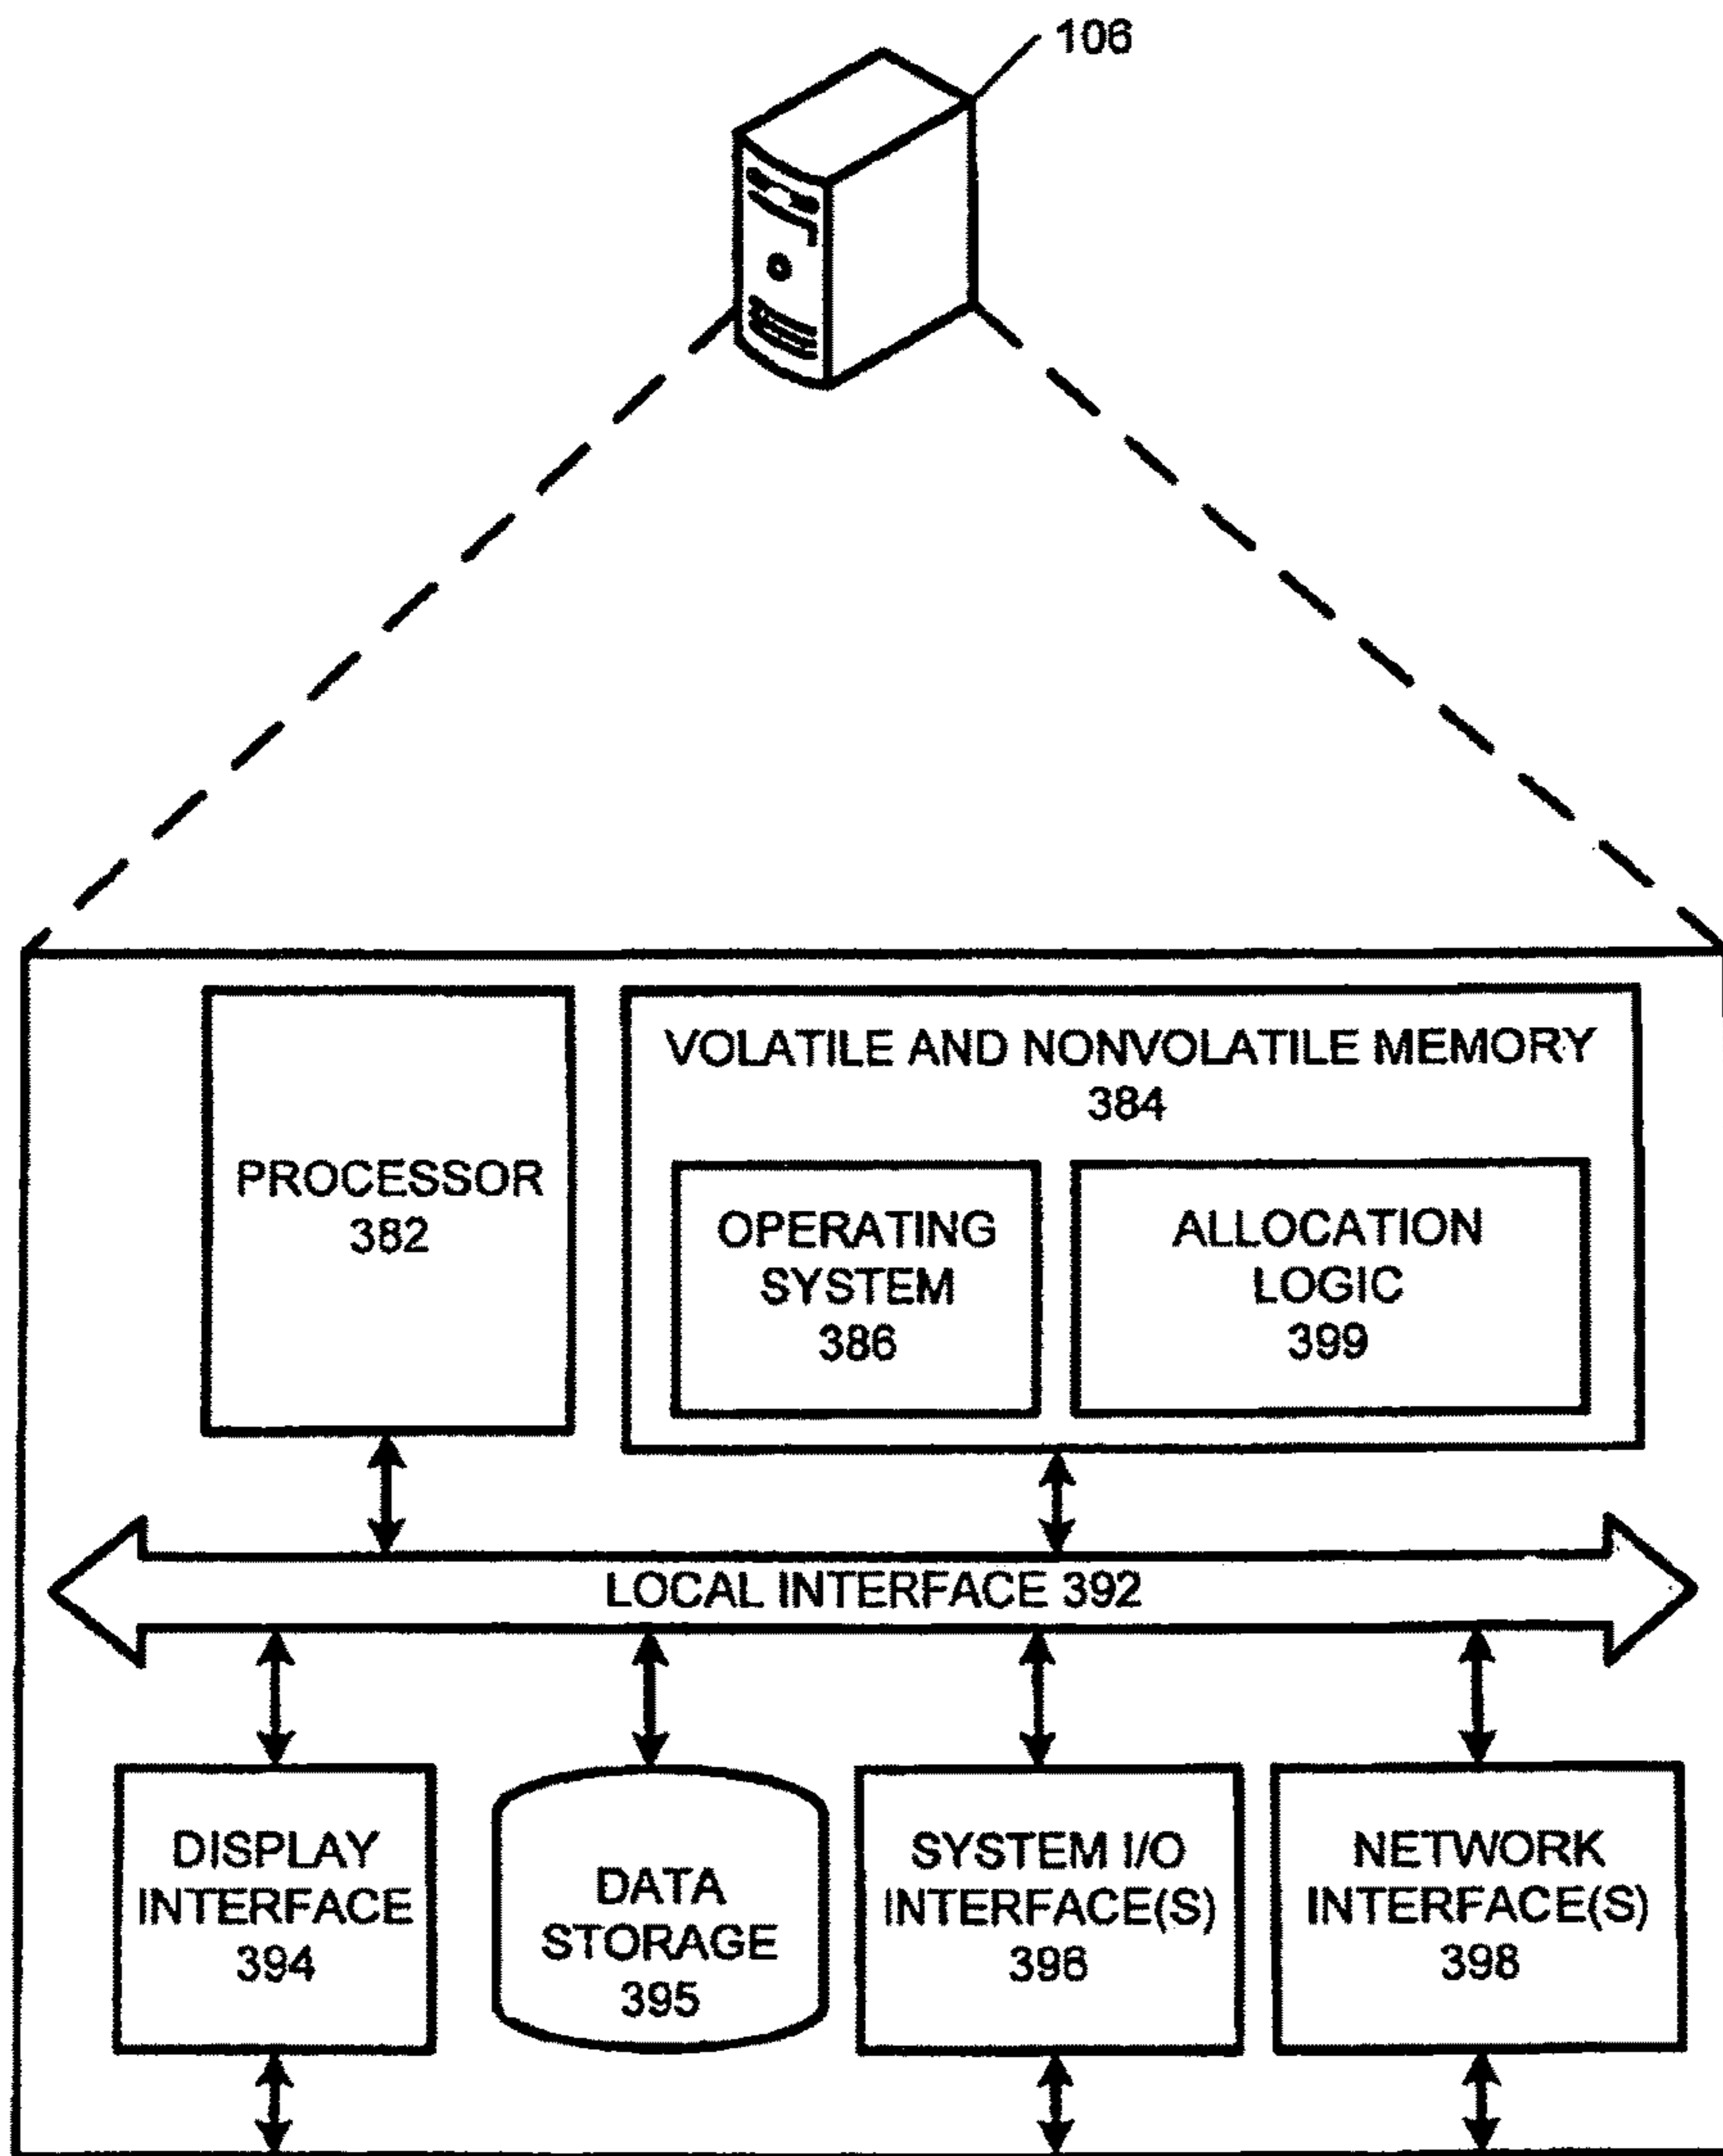 106
PROCESSOR
382
VOLATILE AND NONVOLATILE MEMORY
384
OPERATING
SYSTEM
386
ALLOCATION
LOGIC
399
LOCAL INTERFACE 392
DISPLAY
INTERFACE
394
DATA
STORAGE
395
SYSTEM I/O
INTERFACE(S)
396
NETWORK
INTERFACE(S)
398